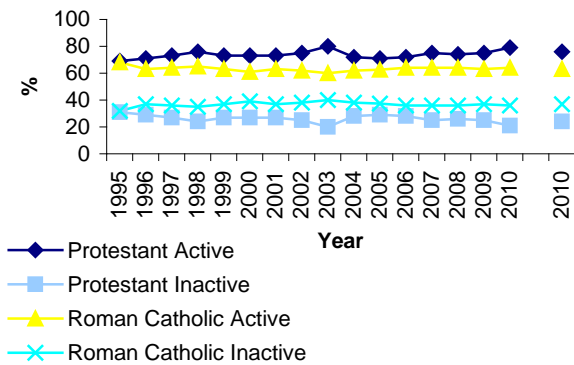 100
80
60
40
20
0
%
1995 1996 1997 1998 1999 2000 2001 2002 2003 2004 2005 2006 2007 2008 2009 2010 2010
Year
Protestant Active
Protestant Inactive
Roman Catholic Active
Roman Catholic Inactive